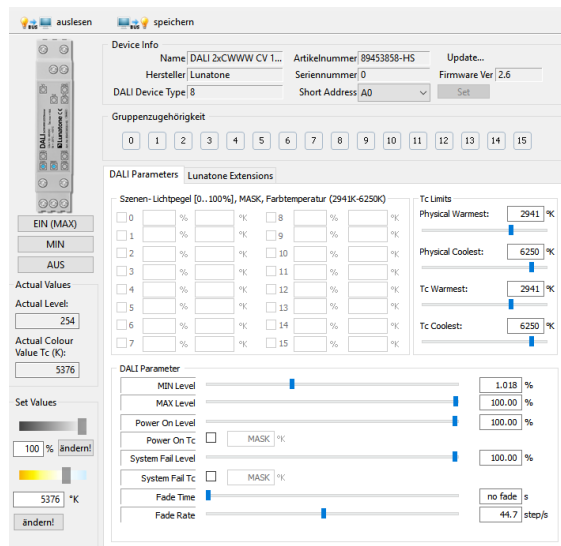 auslesen speichern
Device Info
Name DALI 2xCWWW CV 1... Artikelnummer 89453858-HS Update...
Hersteller Lunatone Seriennummer 0 Firmware Ver 2.6
DALI Device Type 8 Short Address A0 Set
Gruppenzugehörigkeit
0 1 2 3 4 5 6 7 8 9 10 11 12 13 14 15
DALI Parameters Lunatone Extensions
Szenen- Lichtpegel [0..100%], MASK, Farbtemperatur (2941K-6250K)
0 % °K 8 % °K
1 % °K 9 % °K
2 % °K 10 % °K
3 % °K 11 % °K
4 % °K 12 % °K
5 % °K 13 % °K
6 % °K 14 % °K
7 % °K 15 % °K
Tc Limits
Physical Warmest: 2941 °K
Physical Coolest: 6250 °K
Tc Warmest: 2941 °K
Tc Coolest: 6250 °K
DALI Parameter
MIN Level 1.018 %
MAX Level 100.00 %
Power On Level 100.00 %
Power On Tc MASK °K
System Fail Level 100.00 %
System Fail Tc MASK °K
Fade Time no fade s
Fade Rate 44.7 step/s
DALI
Lunatone CE
EIN (MAX)
MIN
AUS
Actual Values
Actual Level:
254
Actual Colour
Value Tc (K):
5376
Set Values
100 % ändern!
5376 °K
ändern!